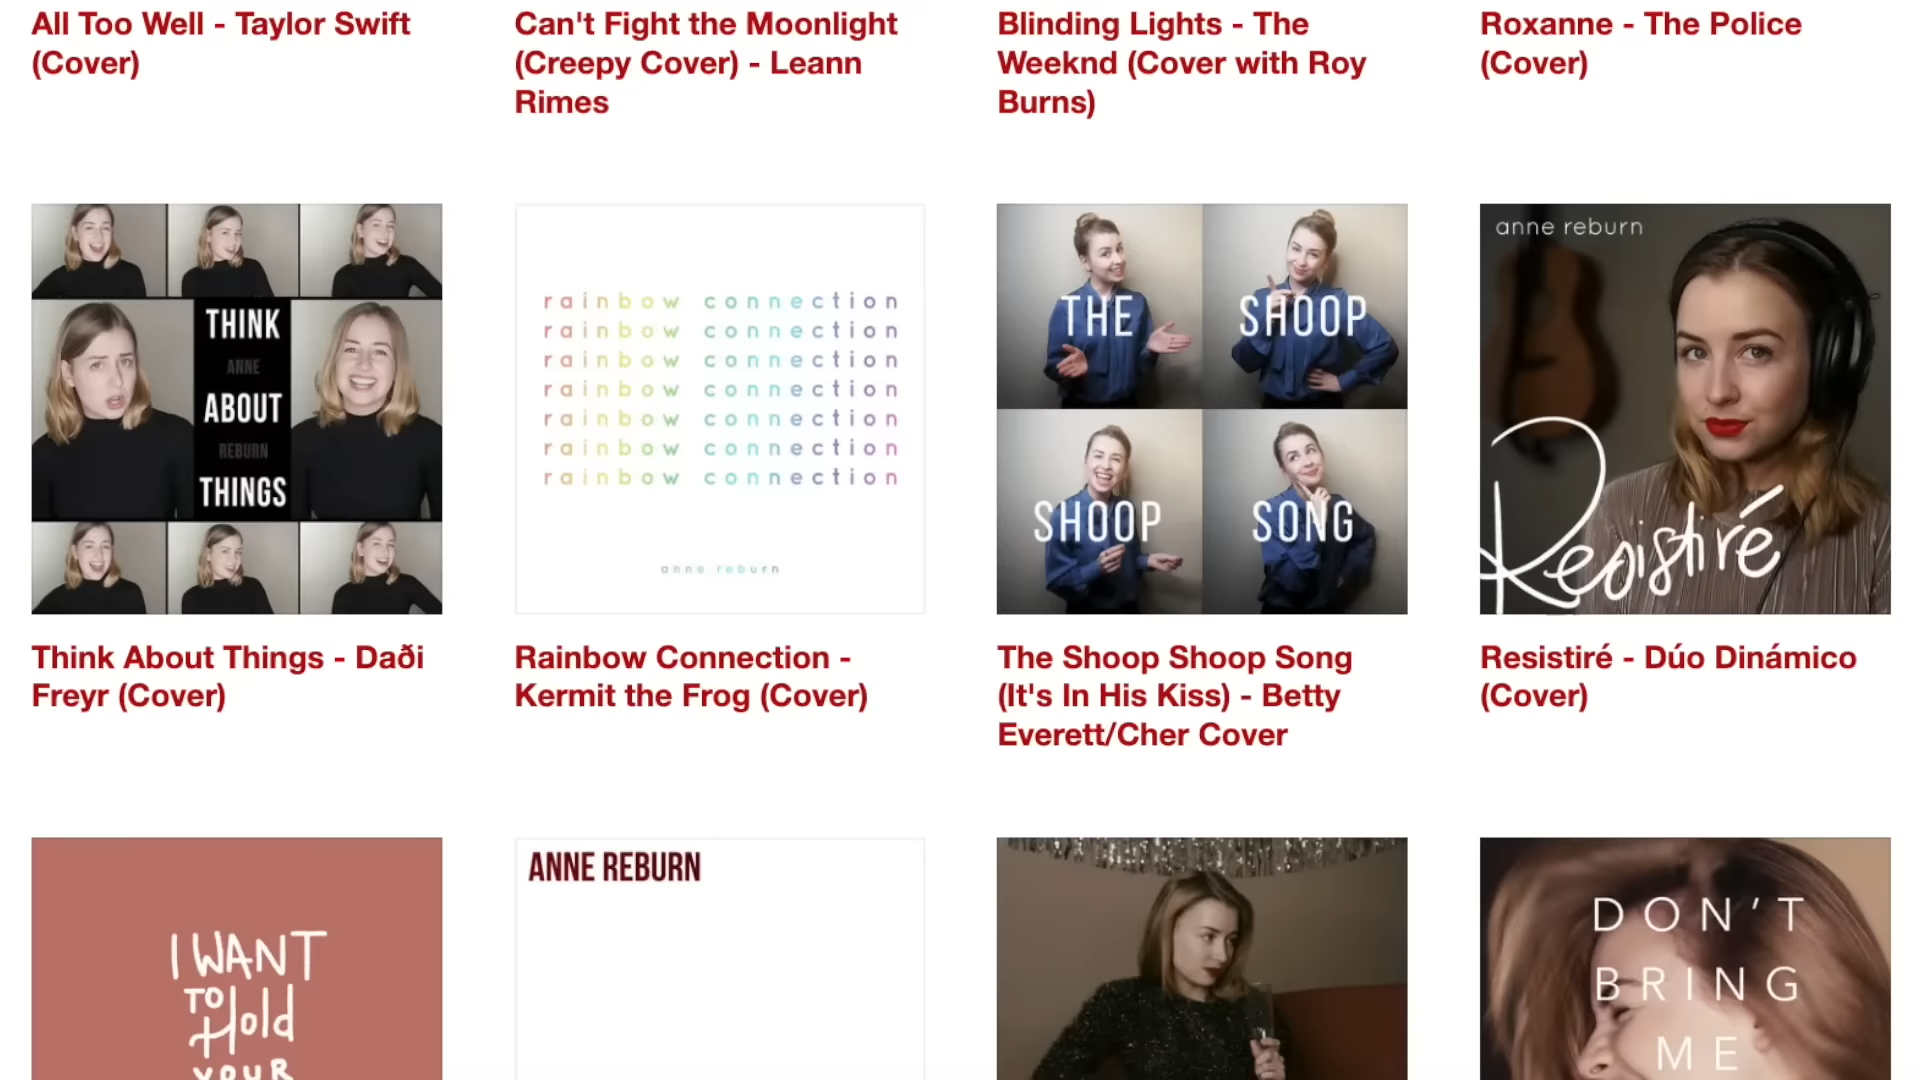 All Too Well - Taylor Swift
(Cover)
Can't Fight the Moonlight
(Creepy Cover) - Leann
Rimes
Blinding Lights - The
Weeknd (Cover with Roy
Burns)
Roxanne - The Police
(Cover)
THINK
ANNE
ABOUT
REBURN
THINGS
rainbow connection
rainbow connection
rainbow connection
rainbow connection
rainbow connection
rainbow connection
rainbow connection
anne reburn
THE SHOOP
SHOOP SONG
anne reburn
Resistiré
Think About Things - Daði
Freyr (Cover)
Rainbow Connection -
Kermit the Frog (Cover)
The Shoop Shoop Song
(It's In His Kiss) - Betty
Everett/Cher Cover
Resistiré - Dúo Dinámico
(Cover)
I WANT
TO
Hold
YOUR
ANNE REBURN
DON'T
BRING
ME